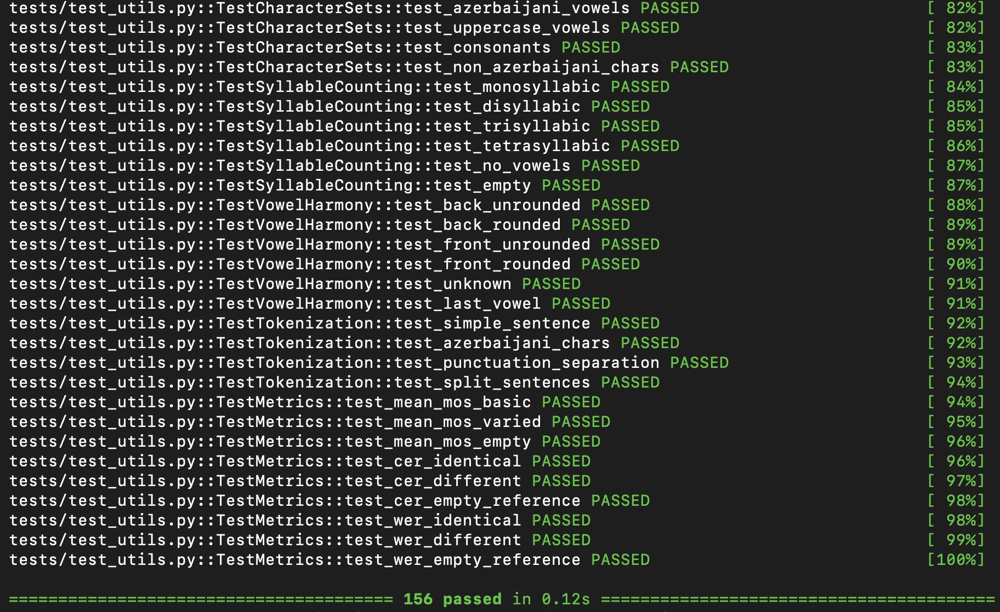 tests/test_utils.py::TestCharacterSets::test_azerbaijani_vowels PASSED [ 82%]
tests/test_utils.py::TestCharacterSets::test_uppercase_vowels PASSED [ 82%]
tests/test_utils.py::TestCharacterSets::test_consonants PASSED [ 83%]
tests/test_utils.py::TestCharacterSets::test_non_azerbaijani_chars PASSED [ 83%]
tests/test_utils.py::TestSyllableCounting::test_monosyllabic PASSED [ 84%]
tests/test_utils.py::TestSyllableCounting::test_disyllabic PASSED [ 85%]
tests/test_utils.py::TestSyllableCounting::test_trisyllabic PASSED [ 85%]
tests/test_utils.py::TestSyllableCounting::test_tetrasyllabic PASSED [ 86%]
tests/test_utils.py::TestSyllableCounting::test_no_vowels PASSED [ 87%]
tests/test_utils.py::TestSyllableCounting::test_empty PASSED [ 87%]
tests/test_utils.py::TestVowelHarmony::test_back_unrounded PASSED [ 88%]
tests/test_utils.py::TestVowelHarmony::test_back_rounded PASSED [ 89%]
tests/test_utils.py::TestVowelHarmony::test_front_unrounded PASSED [ 89%]
tests/test_utils.py::TestVowelHarmony::test_front_rounded PASSED [ 90%]
tests/test_utils.py::TestVowelHarmony::test_unknown PASSED [ 91%]
tests/test_utils.py::TestVowelHarmony::test_last_vowel PASSED [ 91%]
tests/test_utils.py::TestTokenization::test_simple_sentence PASSED [ 92%]
tests/test_utils.py::TestTokenization::test_azerbaijani_chars PASSED [ 92%]
tests/test_utils.py::TestTokenization::test_punctuation_separation PASSED [ 93%]
tests/test_utils.py::TestTokenization::test_split_sentences PASSED [ 94%]
tests/test_utils.py::TestMetrics::test_mean_mos_basic PASSED [ 94%]
tests/test_utils.py::TestMetrics::test_mean_mos_varied PASSED [ 95%]
tests/test_utils.py::TestMetrics::test_mean_mos_empty PASSED [ 96%]
tests/test_utils.py::TestMetrics::test_cer_identical PASSED [ 96%]
tests/test_utils.py::TestMetrics::test_cer_different PASSED [ 97%]
tests/test_utils.py::TestMetrics::test_cer_empty_reference PASSED [ 98%]
tests/test_utils.py::TestMetrics::test_wer_identical PASSED [ 98%]
tests/test_utils.py::TestMetrics::test_wer_different PASSED [ 99%]
tests/test_utils.py::TestMetrics::test_wer_empty_reference PASSED [100%]
======================================= 156 passed in 0.12s ========================================